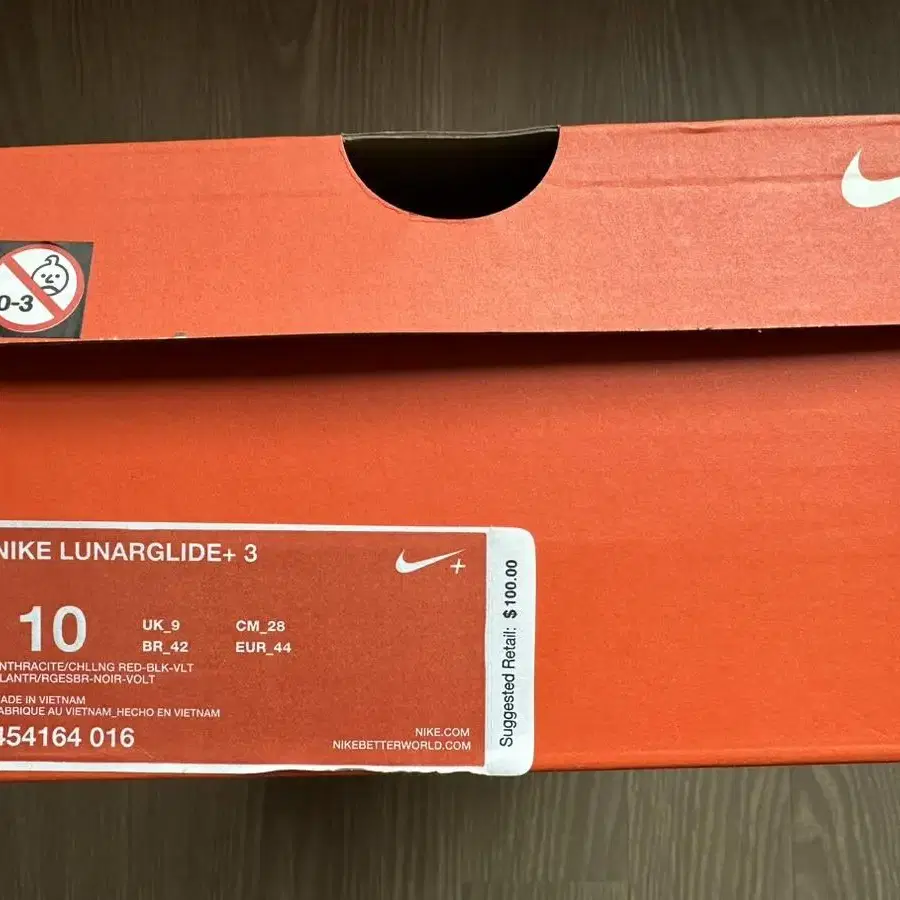 0-3
NIKE LUNARGLIDE+ 3
10
UK_9 CM_28
BR_42 EUR_44
NTHRACITE/CHLLNG RED-BLK-VLT
LANTR/RGESBR-NOIR-VOLT
ADE IN VIETNAM
ABRIQUE AU VIETNAM_HECHO EN VIETNAM
454164 016
NIKE.COM
NIKEBETTERWORLD.COM
Suggested Retail: $100.00